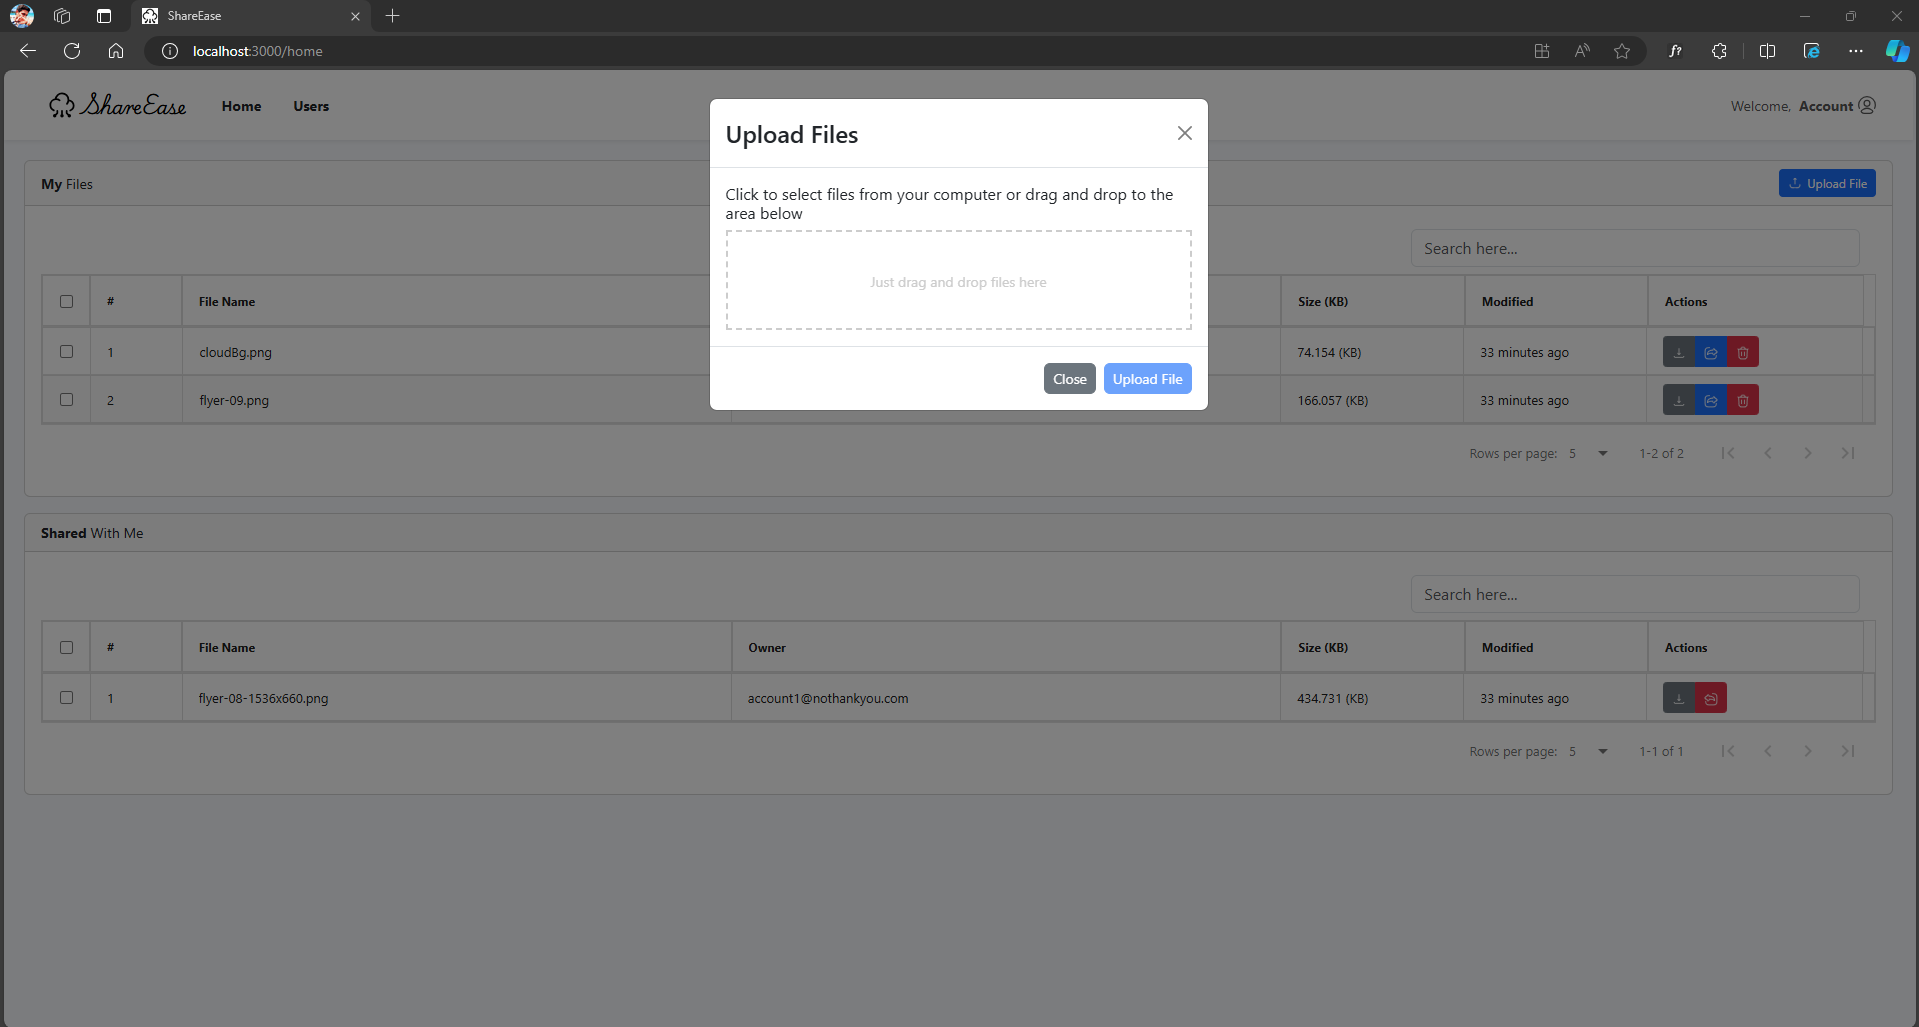 ShareEase
localhost:3000/home
ShareEase
Home
Users
Welcome, Account
My Files
Upload File
Search here...
#
File Name
Size (KB)
Modified
Actions
1
cloudBg.png
74.154 (KB)
33 minutes ago
2
flyer-09.png
166.057 (KB)
33 minutes ago
Rows per page: 5
1-2 of 2
Upload Files
Click to select files from your computer or drag and drop to the
area below
Just drag and drop files here
Close
Upload File
Shared With Me
Search here...
#
File Name
Owner
Size (KB)
Modified
Actions
1
flyer-08-1536x660.png
account1@nothankyou.com
434.731 (KB)
33 minutes ago
Rows per page: 5
1-1 of 1